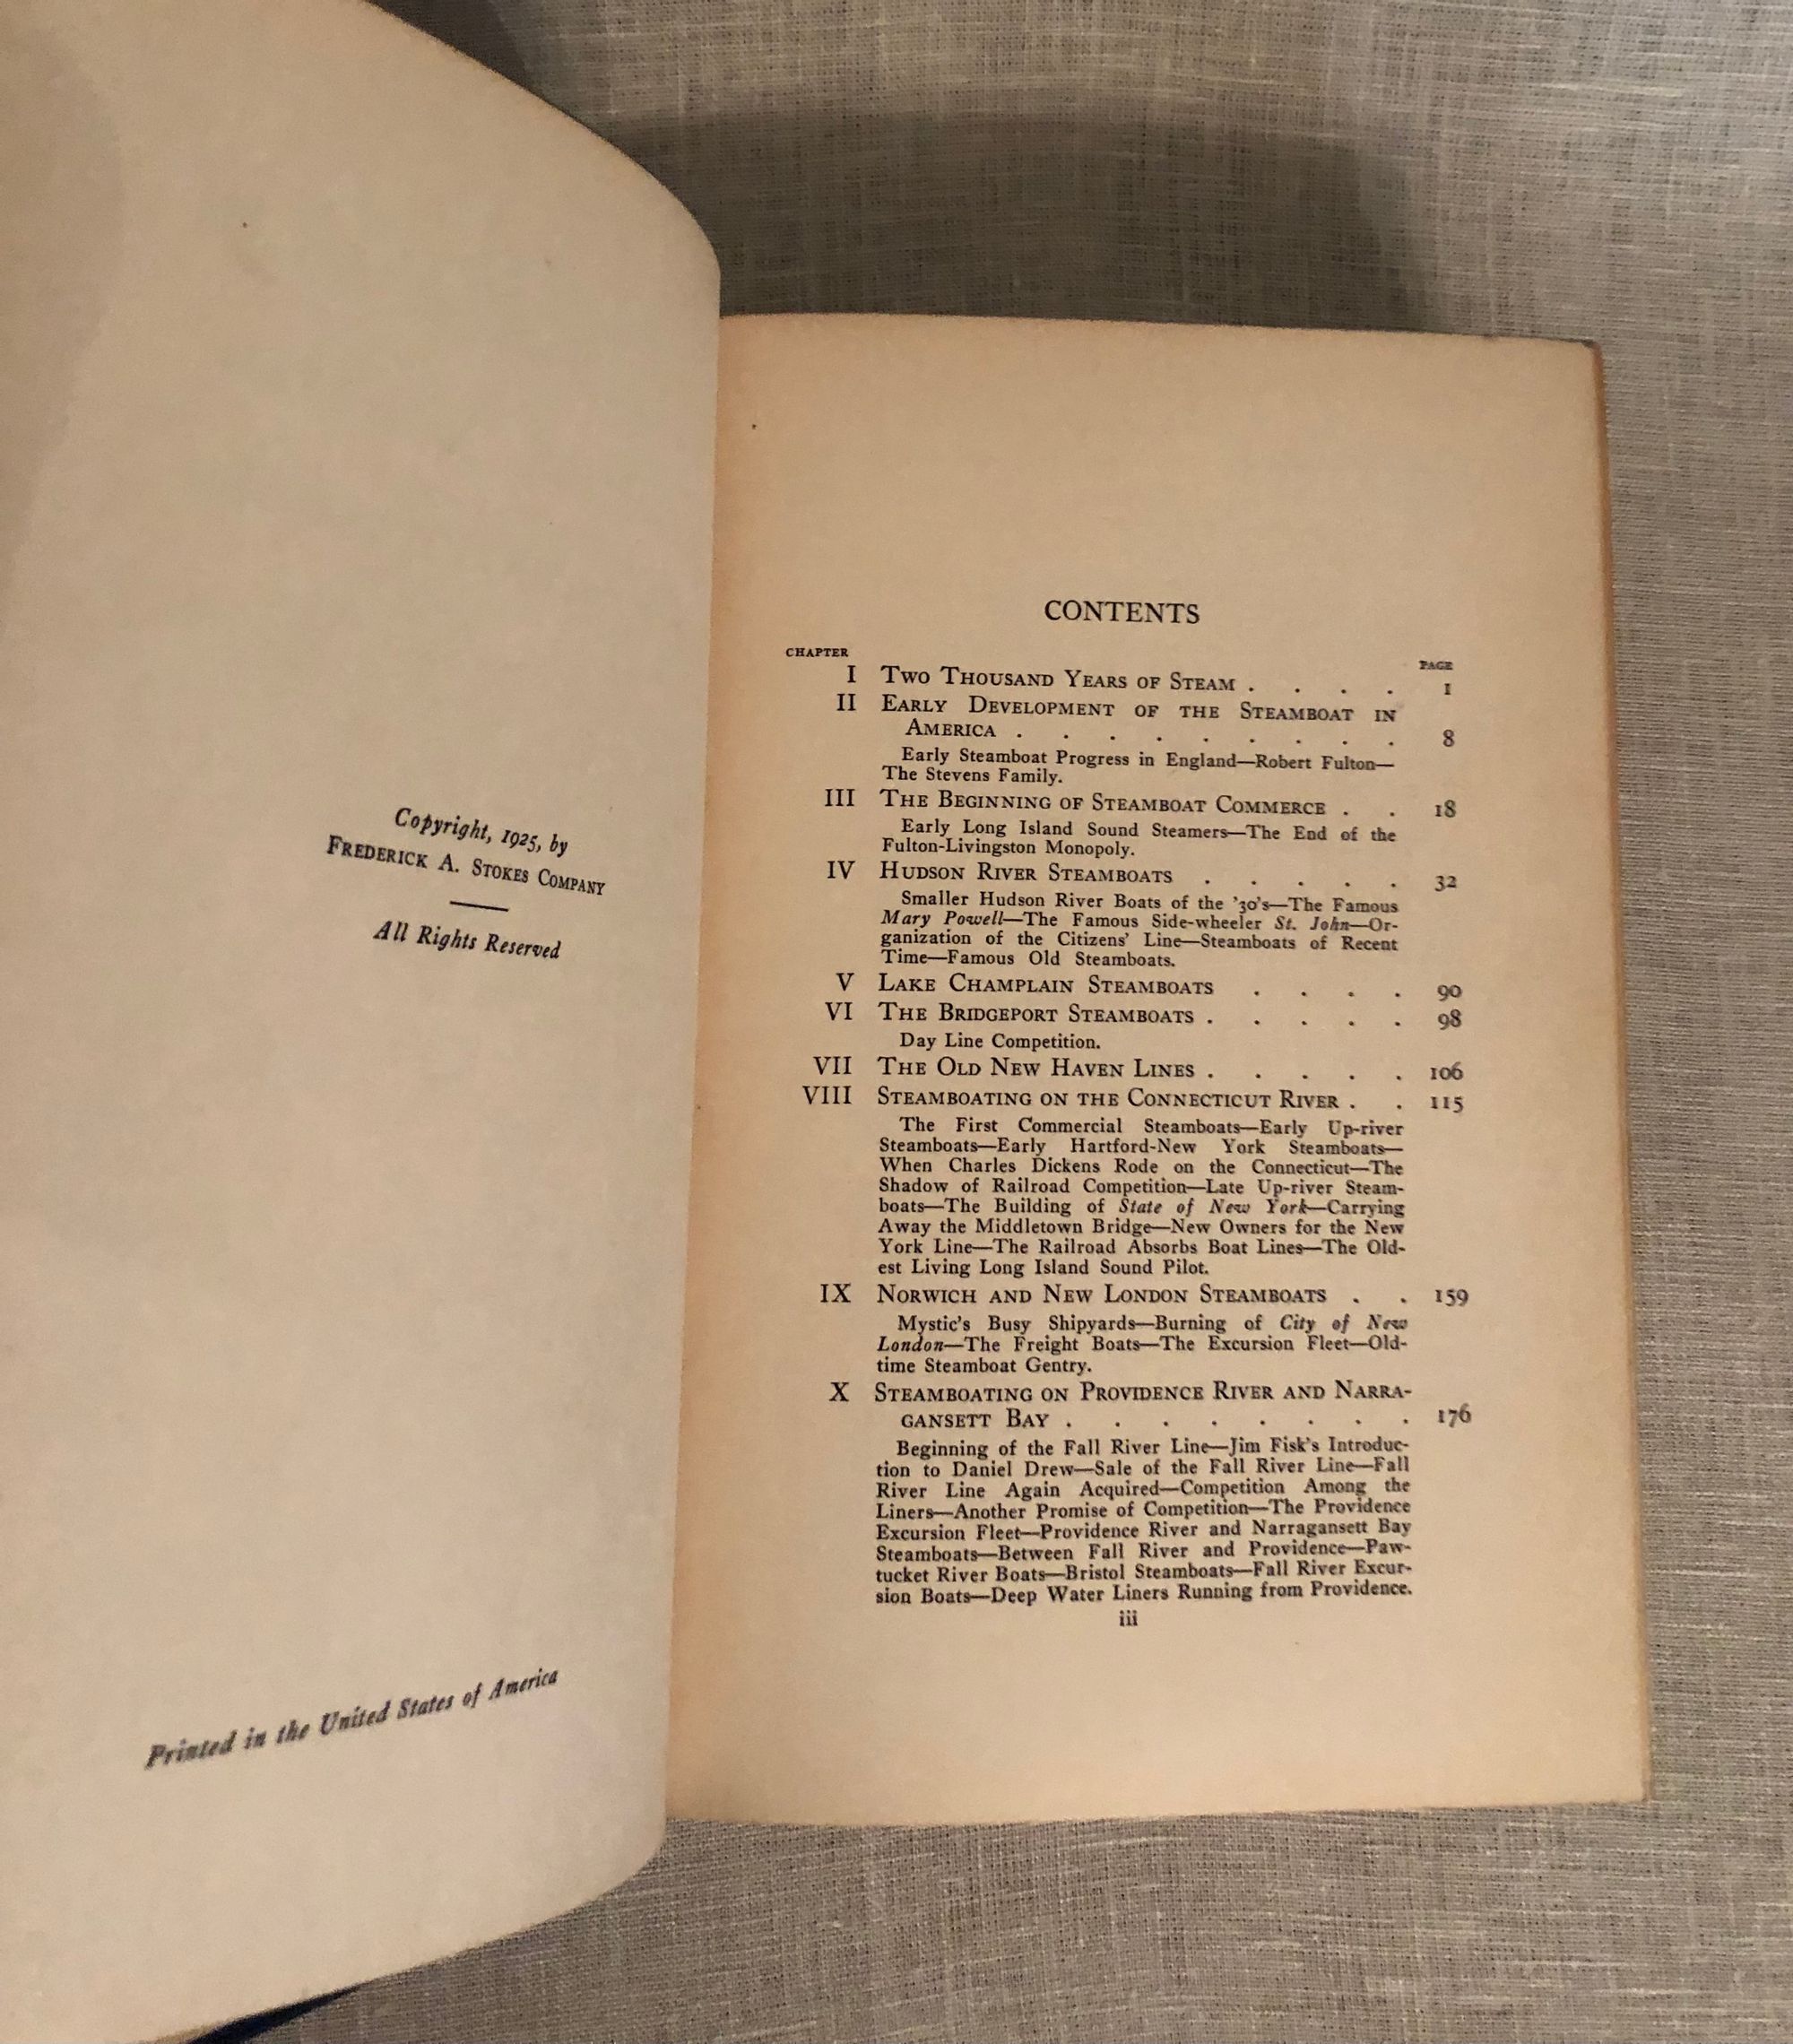 Copyright, 1925, by
FREDERICK A. STOKES COMPANY
All Rights Reserved
Printed in the United States of America
CONTENTS
CHAPTER PAGE
I TWO THOUSAND YEARS OF STEAM . . . . 1
II EARLY DEVELOPMENT OF THE STEAMBOAT IN
AMERICA . . . . . . . . . 8
Early Steamboat Progress in England—Robert Fulton—
The Stevens Family.
III THE BEGINNING OF STEAMBOAT COMMERCE . . 18
Early Long Island Sound Steamers—The End of the
Fulton-Livingston Monopoly.
IV HUDSON RIVER STEAMBOATS . . . . . 32
Smaller Hudson River Boats of the '30's—The Famous
Mary Powell—The Famous Side-wheeler St. John—Or-
ganization of the Citizens' Line—Steamboats of Recent
Time—Famous Old Steamboats.
V LAKE CHAMPLAIN STEAMBOATS . . . . 90
VI THE BRIDGEPORT STEAMBOATS . . . . . 98
Day Line Competition.
VII THE OLD NEW HAVEN LINES . . . . . 106
VIII STEAMBOATING ON THE CONNECTICUT RIVER . . 115
The First Commercial Steamboats—Early Up-river
Steamboats—Early Hartford-New York Steamboats—
When Charles Dickens Rode on the Connecticut—The
Shadow of Railroad Competition—Late Up-river Steam-
boats—The Building of State of New York—Carrying
Away the Middletown Bridge—New Owners for the New
York Line—The Railroad Absorbs Boat Lines—The Old-
est Living Long Island Sound Pilot.
IX NORWICH AND NEW LONDON STEAMBOATS . . 159
Mystic's Busy Shipyards—Burning of City of New
London—The Freight Boats—The Excursion Fleet—Old-
time Steamboat Gentry.
X STEAMBOATING ON PROVIDENCE RIVER AND NARRA-
GANSETT BAY . . . . . . . . 176
Beginning of the Fall River Line—Jim Fisk's Introduc-
tion to Daniel Drew—Sale of the Fall River Line—Fall
River Line Again Acquired—Competition Among the
Liners—Another Promise of Competition—The Providence
Excursion Fleet—Providence River and Narragansett Bay
Steamboats—Between Fall River and Providence—Paw-
tucket River Boats—Bristol Steamboats—Fall River Excur-
sion Boats—Deep Water Liners Running from Providence.
iii